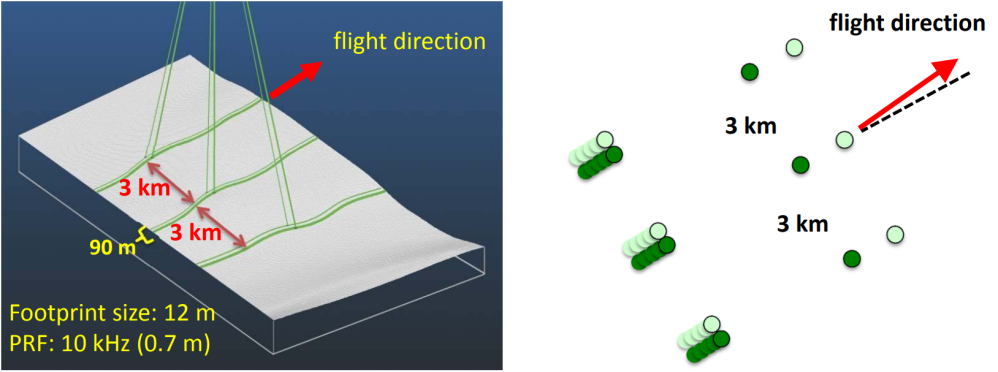 flight direction
3 km
3 km
90 m
Footprint size: 12 m
PRF: 10 kHz (0.7 m)
flight direction
3 km
3 km